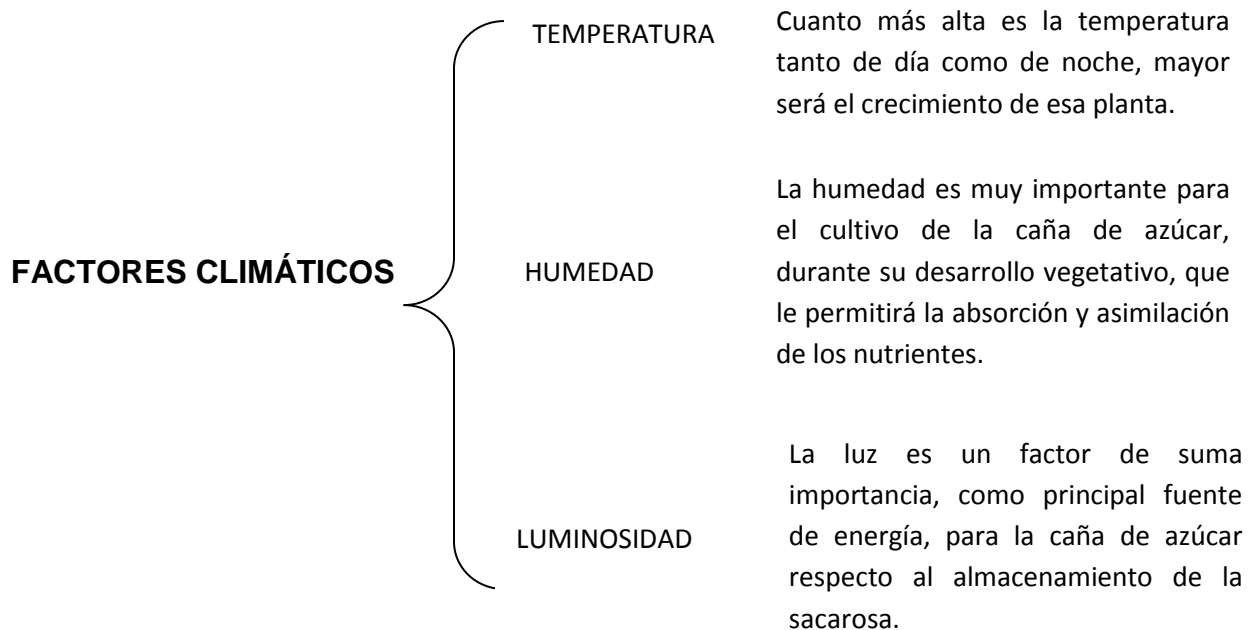 FACTORES CLIMÁTICOS
TEMPERATURA
Cuanto más alta es la temperatura
tanto de día como de noche, mayor
será el crecimiento de esa planta.
HUMEDAD
La humedad es muy importante para
el cultivo de la caña de azúcar,
durante su desarrollo vegetativo, que
le permitirá la absorción y asimilación
de los nutrientes.
LUMINOSIDAD
La luz es un factor de suma
importancia, como principal fuente
de energía, para la caña de azúcar
respecto al almacenamiento de la
sacarosa.